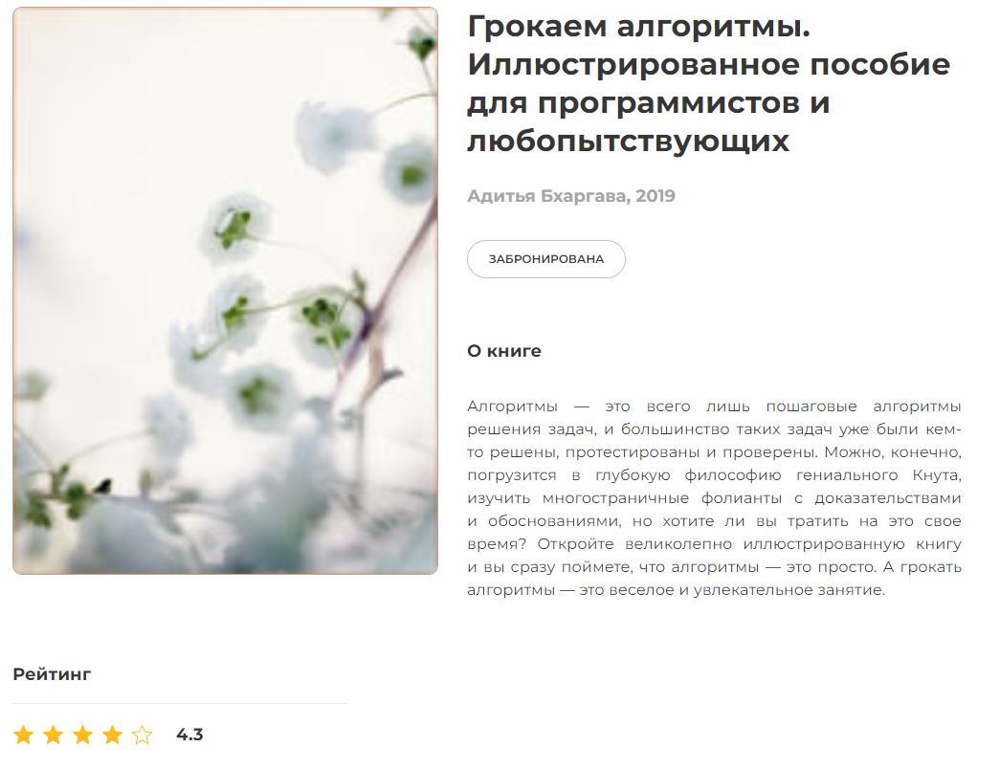 Грокаем алгоритмы.
Иллюстрированное пособие
для программистов и
любопытствующих
Адитья Бхаргава, 2019
ЗАБРОНИРОВАНА
О книге
Алгоритмы — это всего лишь пошаговые алгоритмы
решения задач, и большинство таких задач уже были кем-
то решены, протестированы и проверены. Можно, конечно,
погрузится в глубокую философию гениального Кнута,
изучить многостраничные фолианты с доказательствами
и обоснованиями, но хотите ли вы тратить на это свое
время? Откройте великолепно иллюстрированную книгу
и вы сразу поймете, что алгоритмы — это просто. А грокать
алгоритмы — это веселое и увлекательное занятие.
Рейтинг
4.3